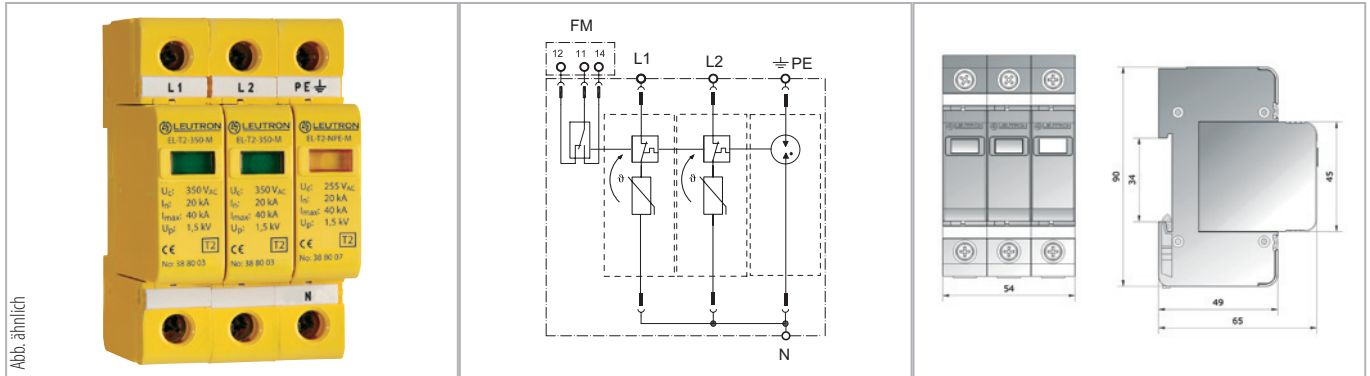 L1 L2 PE
LEUTRON LEUTRON LEUTRON
EL-T2-350-M EL-T2-350-M EL-T2-NPE-M
Uc: 350 VAC Uc: 350 VAC Uc: 255 VAC
In: 20 kA In: 20 kA In: 20 kA
Imax: 40 kA Imax: 40 kA Imax: 40 kA
Up: 1,5 kV Up: 1,5 kV Up: 1,5 kV
CE T2 CE T2 CE T2
No: 38 80 03 No: 38 80 03 No: 38 80 07
N
Abb. ähnlich
FM
12 11 14
L1 L2 PE
ϑ ϑ
N
LEUTRON LEUTRON LEUTRON
54
90
34
45
49
65